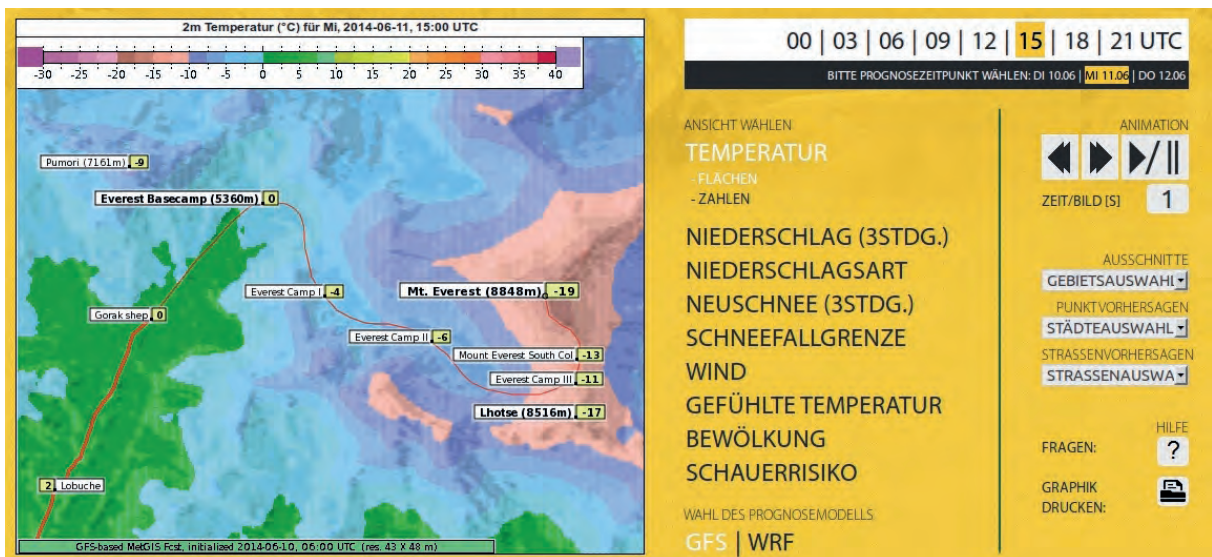 2m Temperatur (°C) für Mi, 2014-06-11, 15:00 UTC
-30 -25 -20 -15 -10 -5 0 5 10 15 20 25 30 35 40
Pumori (7161m) -9
Everest Basecamp (5360m) 0
Everest Camp I -4
Mt. Everest (8848m) -19
Gorak shep 0
Everest Camp II -6
Mount Everest South Col -13
Everest Camp III -11
Lhotse (8516m) -17
2 Lobuche
GFS-based MetGIS Fcst, initialized 2014-06-10, 06:00 UTC (res. 43 X 48 m)
00 | 03 | 06 | 09 | 12 | 15 | 18 | 21 UTC
BITTE PROGNOSEZEITPUNKT WÄHLEN: DI 10.06 | MI 11.06 | DO 12.06
ANSICHT WÄHLEN
TEMPERATUR
- FLÄCHEN
- ZAHLEN
NIEDERSCHLAG (3STDG.)
NIEDERSCHLAGSART
NEUSCHNEE (3STDG.)
SCHNEEFALLGRENZE
WIND
GEFÜHLTE TEMPERATUR
BEWÖLKUNG
SCHAUERRISIKO
WAHL DES PROGNOSEMODELLS
GFS | WRF
ANIMATION
ZEIT/BILD [S] 1
AUSSCHNITTE
GEBIETSAUSWAHL
PUNKTVORHERSAGEN
STÄDTEAUSWAHL
STRASSENVORHERSAGEN
STRASSENAUSWA
HILFE
FRAGEN: ?
GRAPHIK
DRUCKEN: